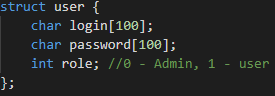 struct user {
    char login[100];
    char password[100];
    int role; //0 - Admin, 1 - user
};